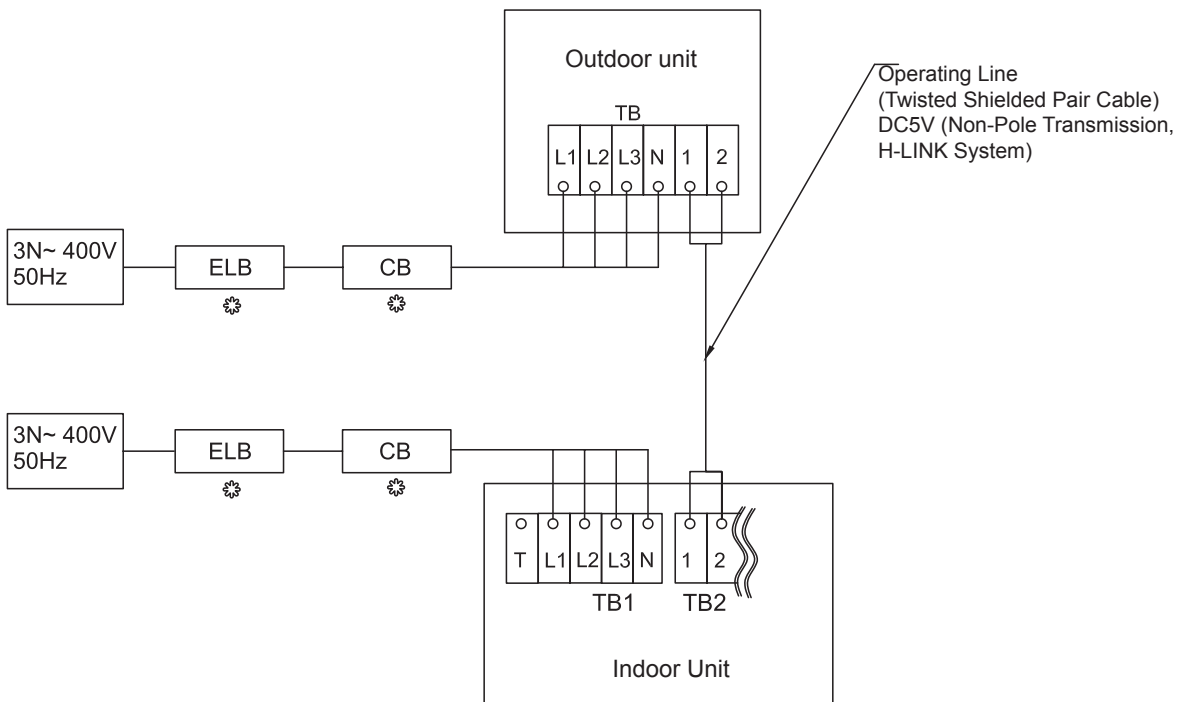 Outdoor unit
TB
L1 L2 L3 N 1 2
Operating Line
(Twisted Shielded Pair Cable)
DC5V (Non-Pole Transmission,
H-LINK System)
3N~ 400V
50Hz
ELB
CB
3N~ 400V
50Hz
ELB
CB
T L1 L2 L3 N
1 2
TB1
TB2
Indoor Unit